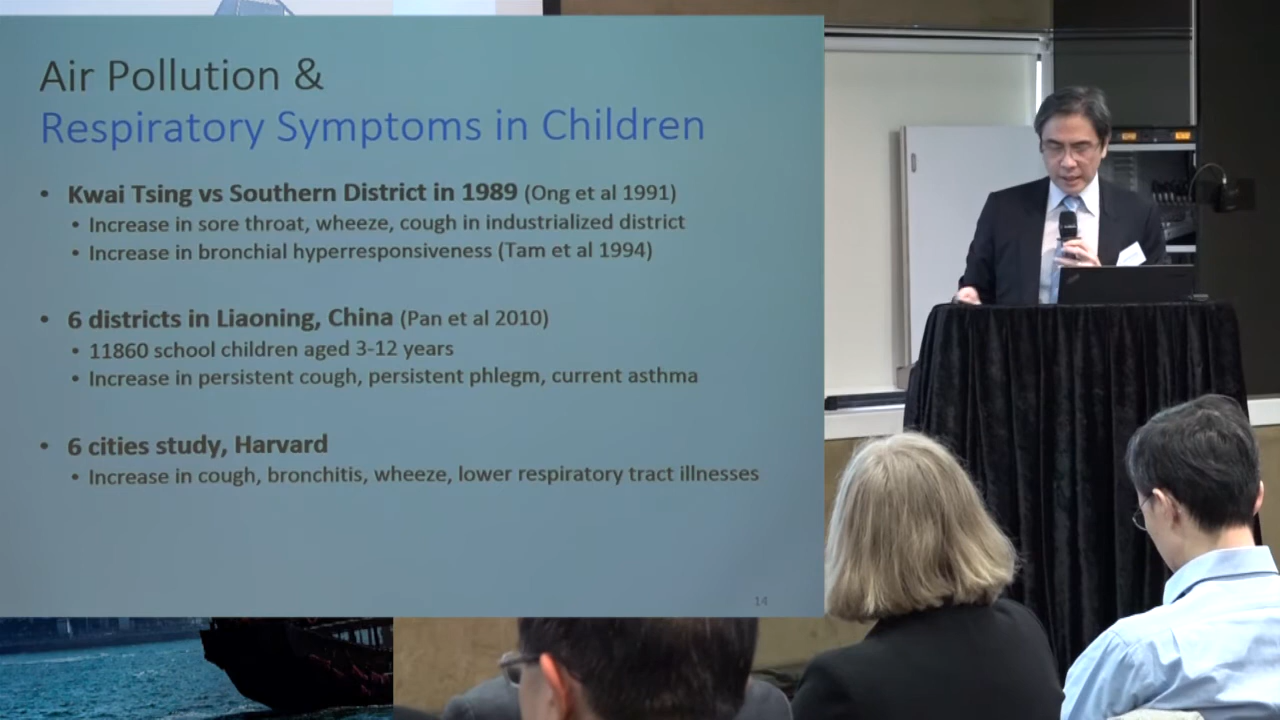 Air Pollution &
Respiratory Symptoms in Children
• Kwai Tsing vs Southern District in 1989 (Ong et al 1991)
• Increase in sore throat, wheeze, cough in industrialized district
• Increase in bronchial hyperresponsiveness (Tam et al 1994)
• 6 districts in Liaoning, China (Pan et al 2010)
• 11860 school children aged 3-12 years
• Increase in persistent cough, persistent phlegm, current asthma
• 6 cities study, Harvard
• Increase in cough, bronchitis, wheeze, lower respiratory tract illnesses
14